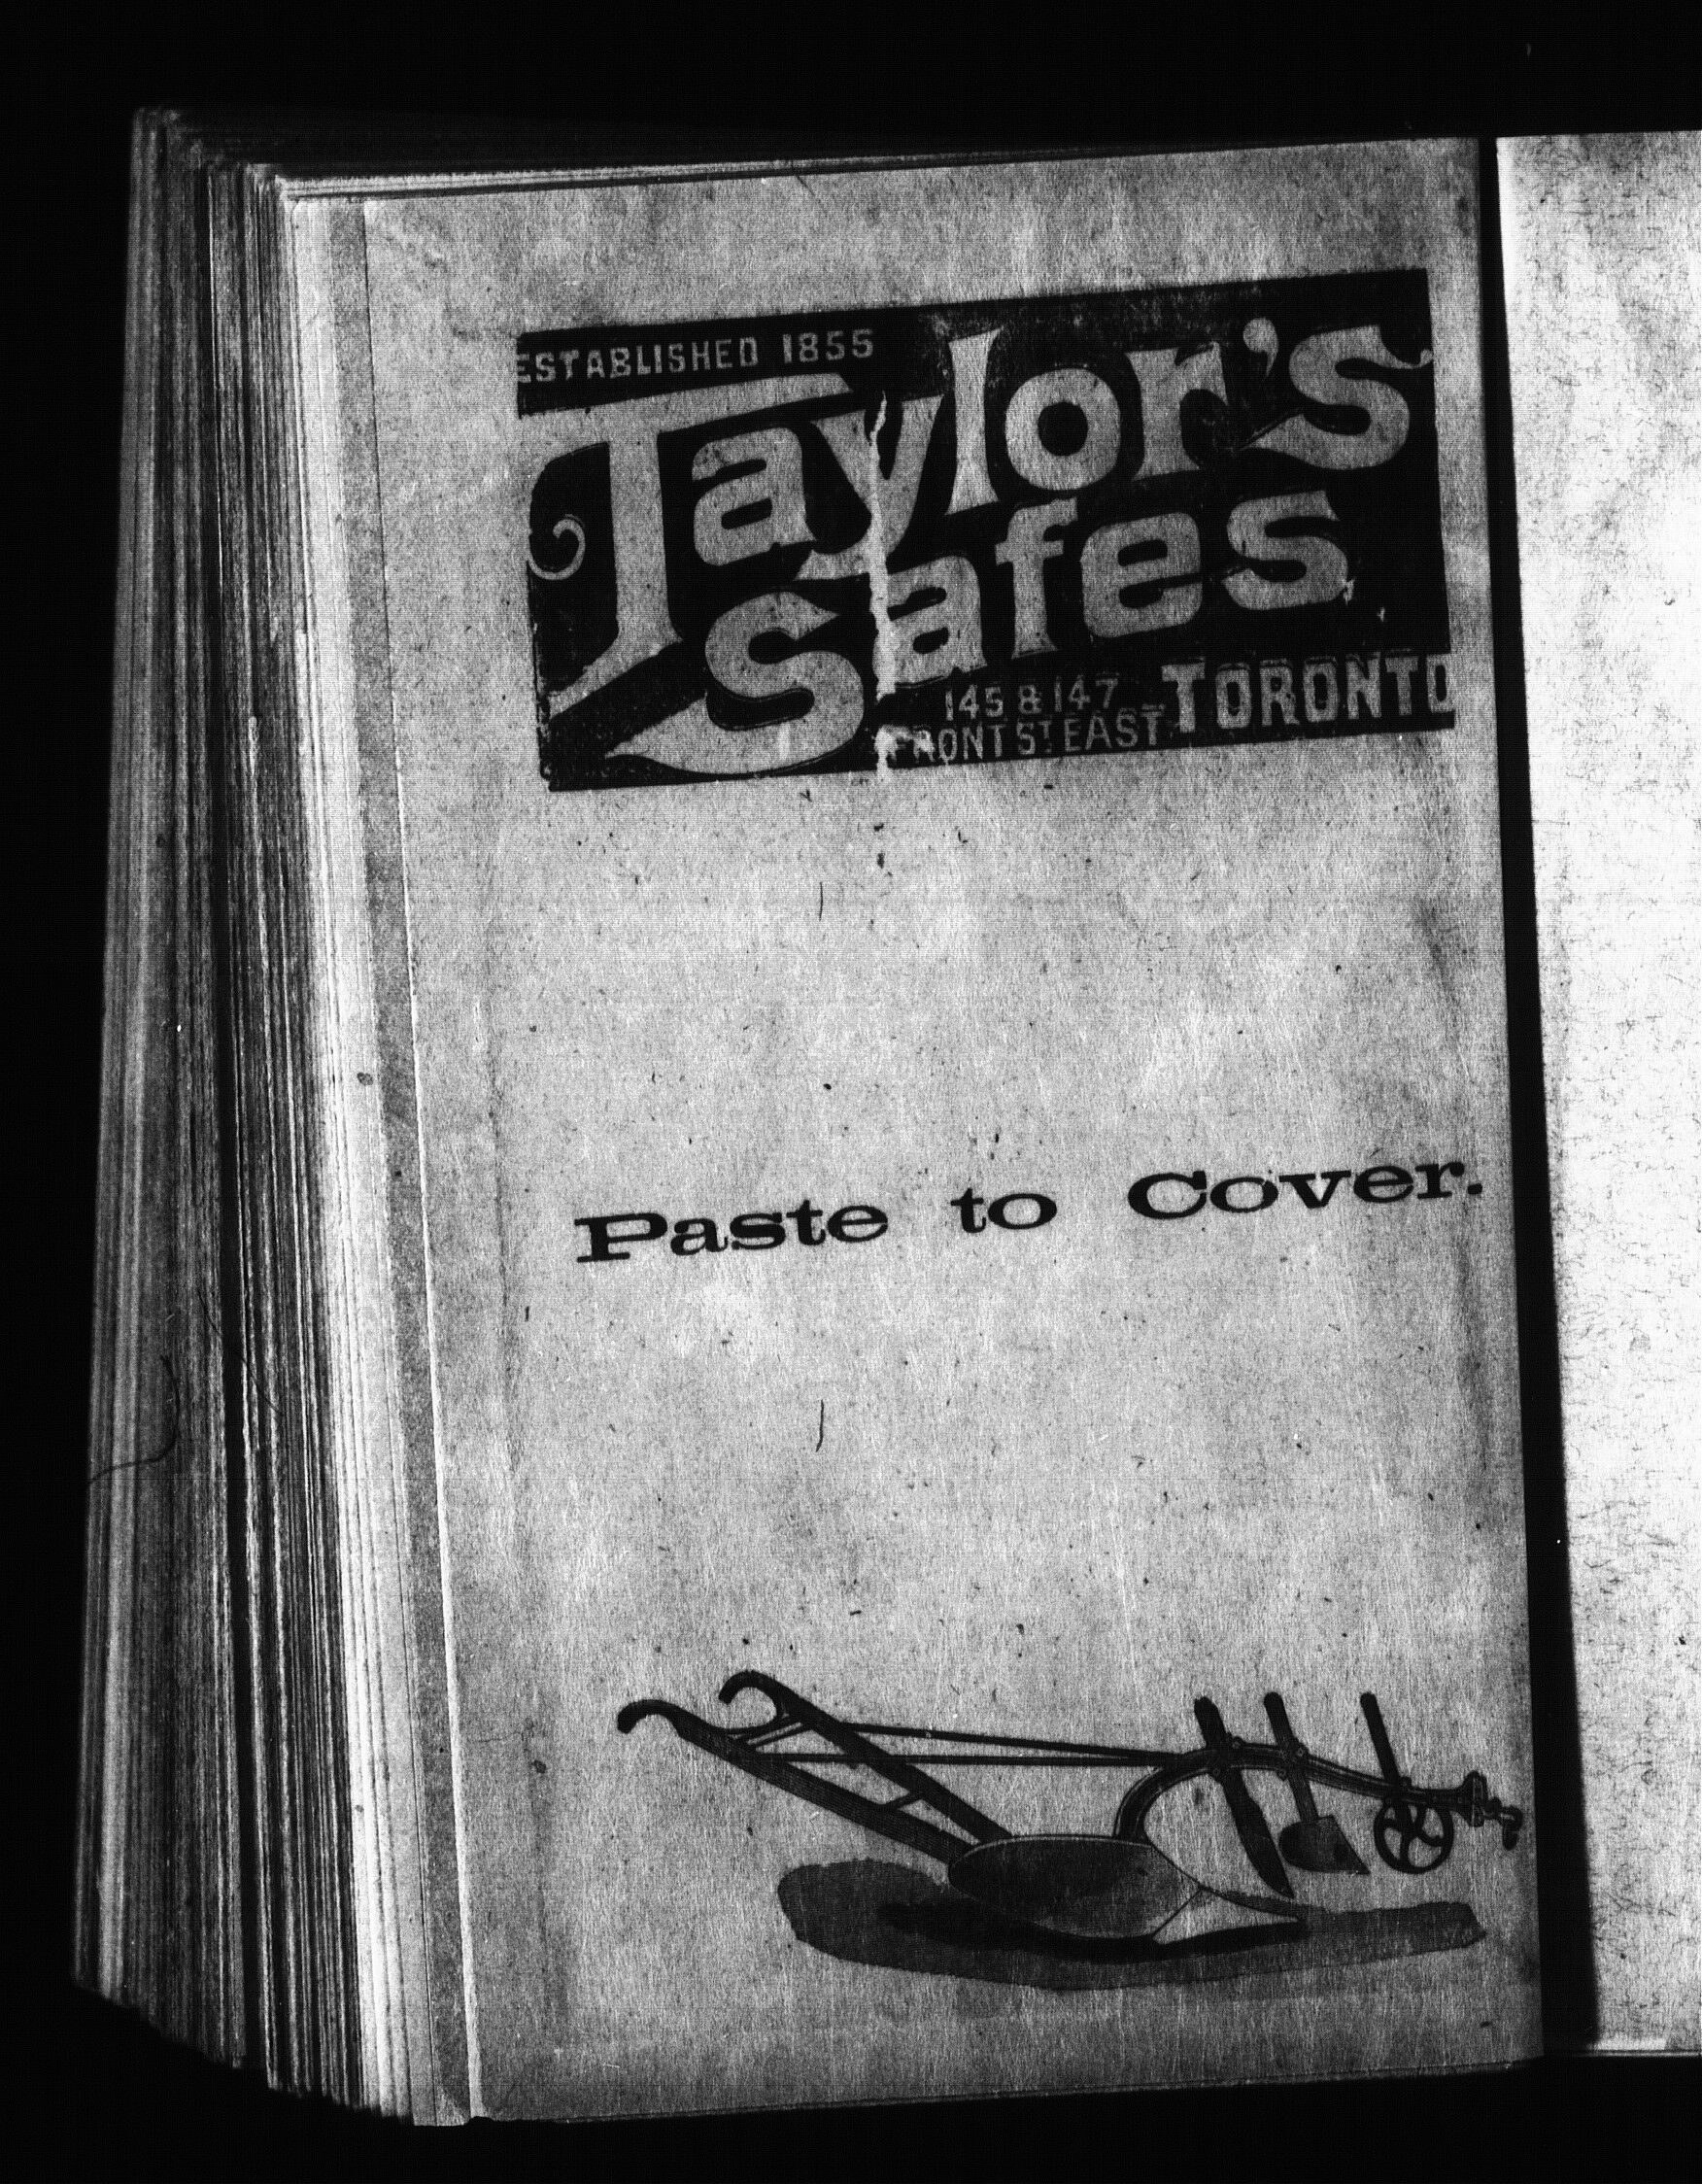 ESTABLISHED 1855
Taylor's
Safes
145 & 147
FRONT ST. EAST TORONTO
Paste to Cover.